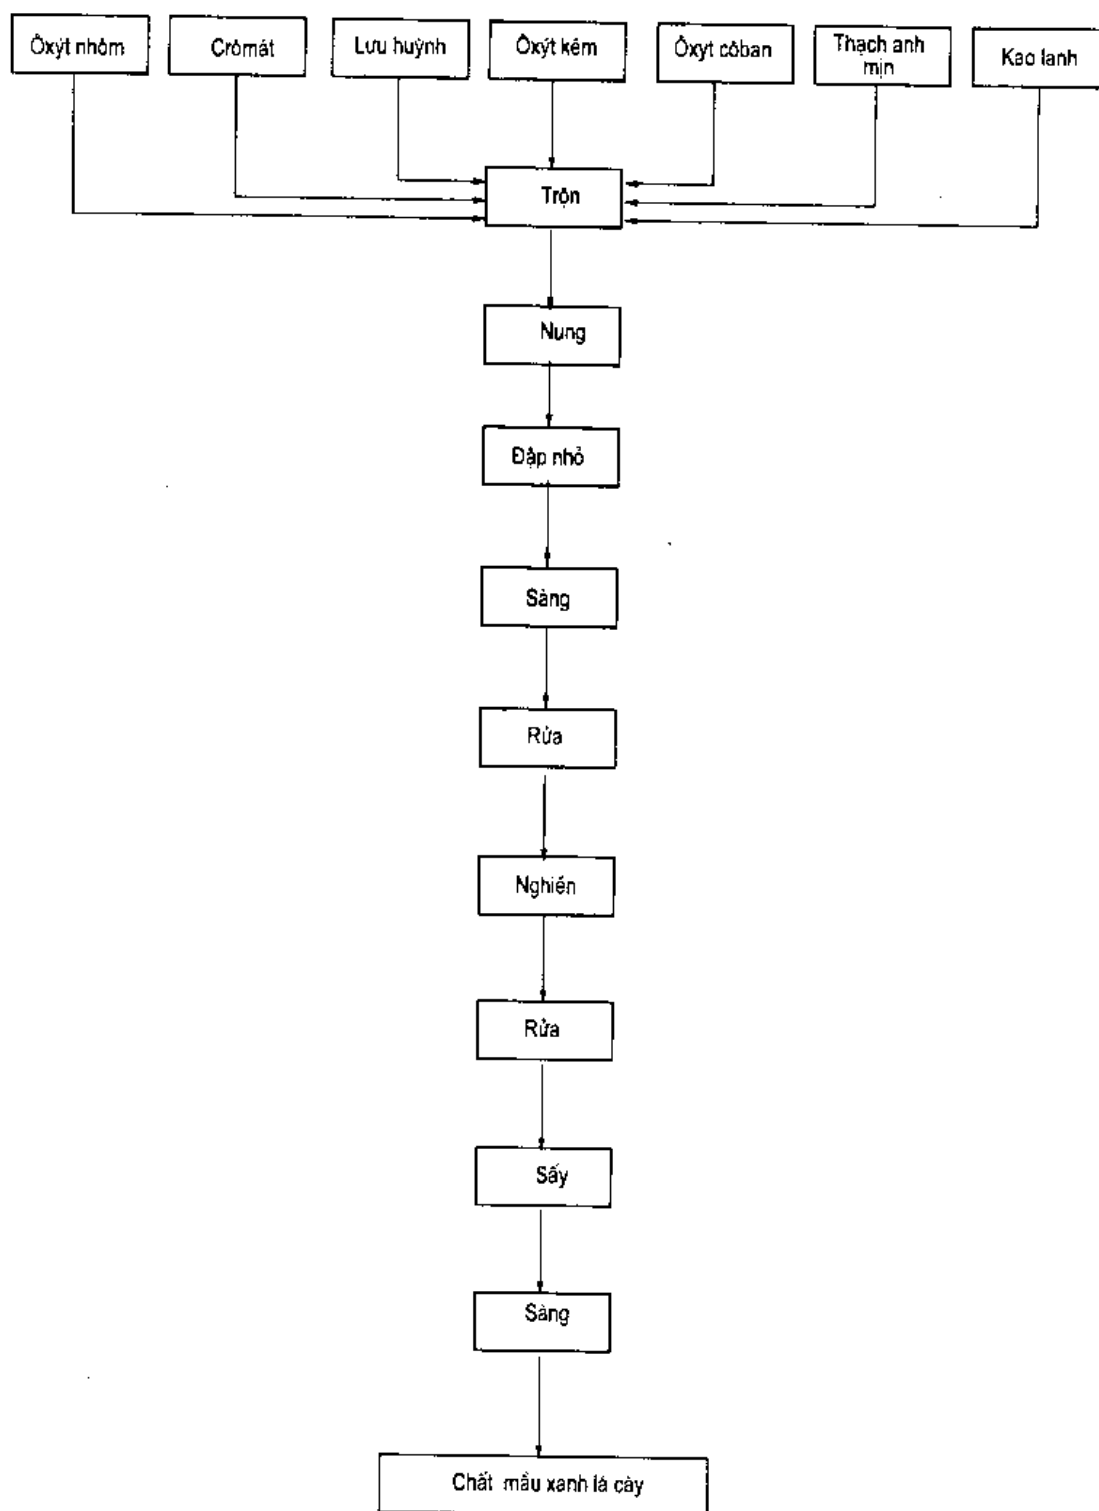 Ôxýt nhôm
Crômát
Lưu huỳnh
Ôxýt kẽm
Ôxyt côban
Thạch anh
mịn
Kao lanh
Trộn
Nung
Đập nhỏ
Sàng
Rửa
Nghiền
Rửa
Sấy
Sàng
Chất mầu xanh lá cây